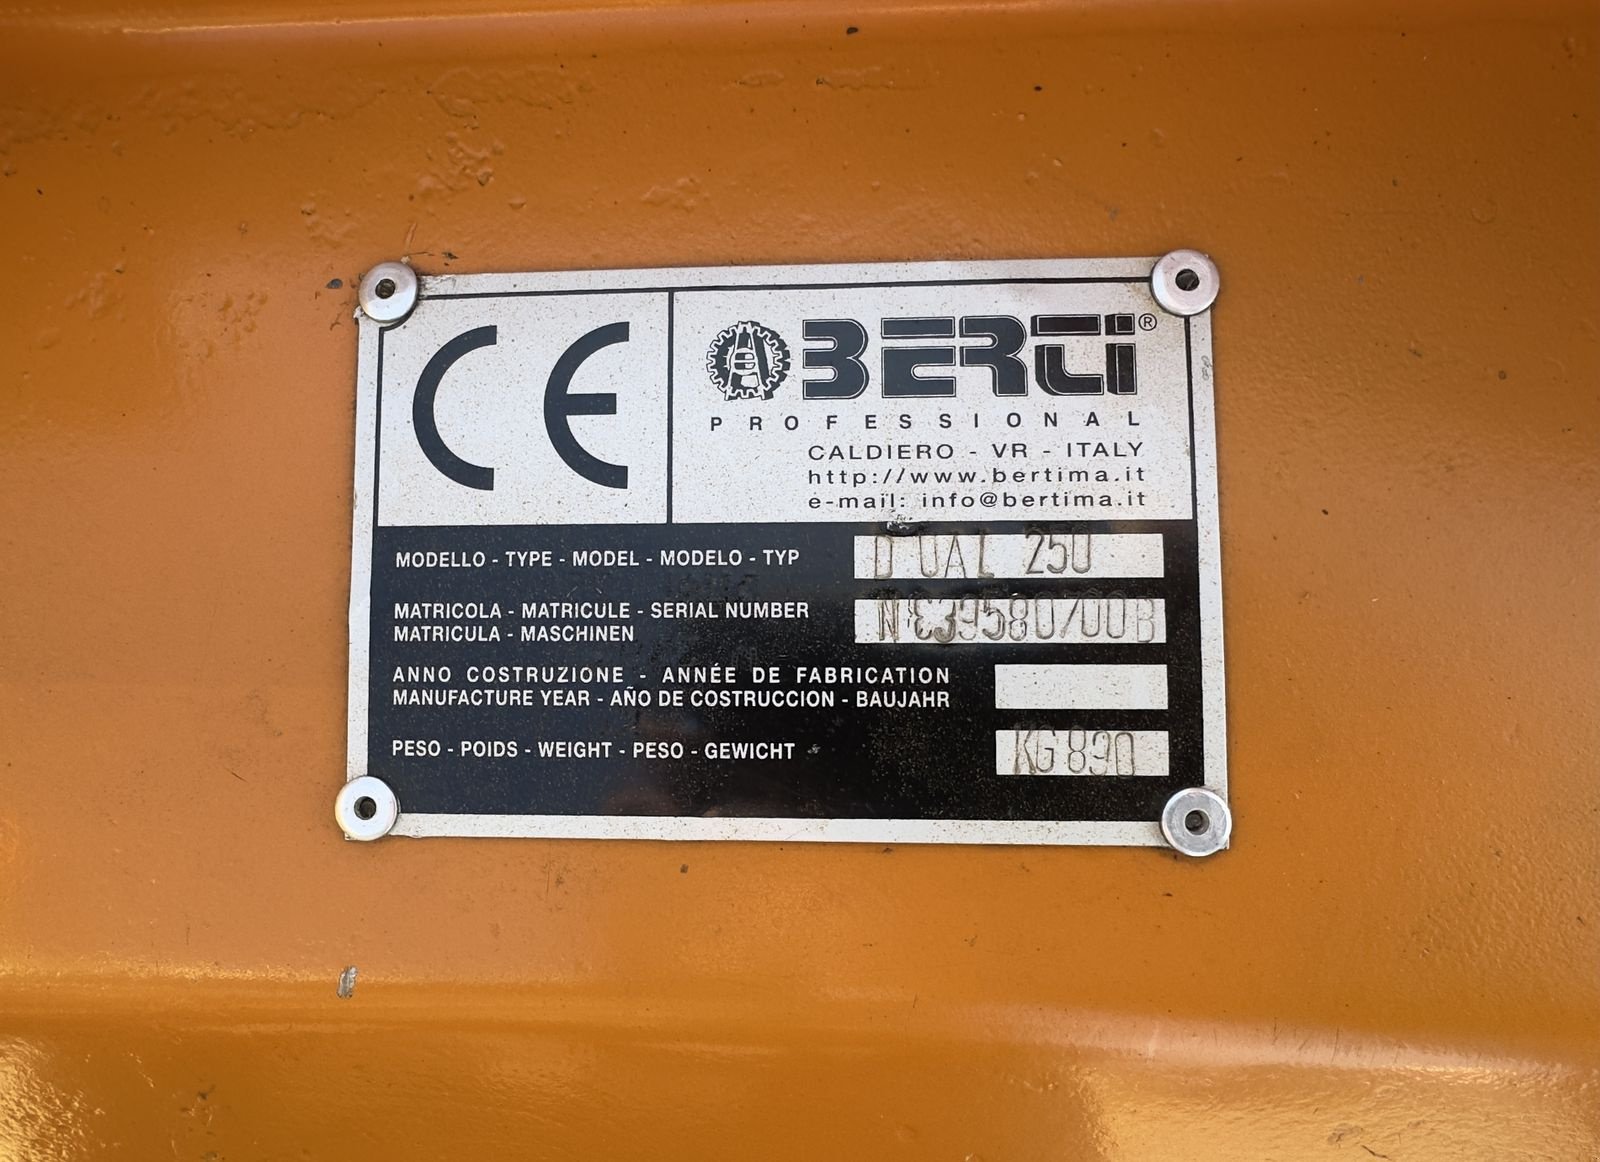 CE
BERTI®
PROFESSIONAL
CALDIERO - VR - ITALY
http://www.bertima.it
e-mail: info@bertima.it
MODELLO - TYPE - MODEL - MODELO - TYP DUAL 250
MATRICOLA - MATRICULE - SERIAL NUMBER
MATRICULA - MASCHINEN
ANNO COSTRUZIONE - ANNÉE DE FABRICATION
MANUFACTURE YEAR - AÑO DE COSTRUCCION - BAUJAHR
PESO - POIDS - WEIGHT - PESO - GEWICHT KG 890